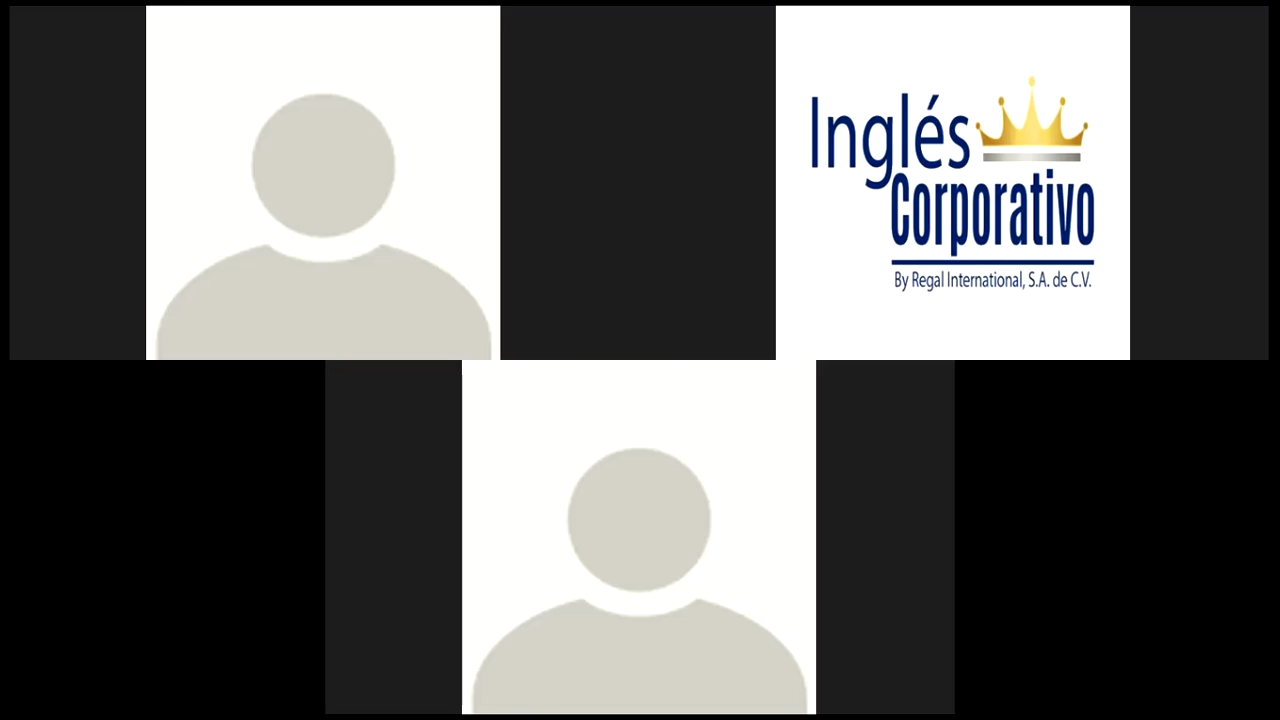 Inglés
Corporativo
By Regal International, S.A. de C.V.